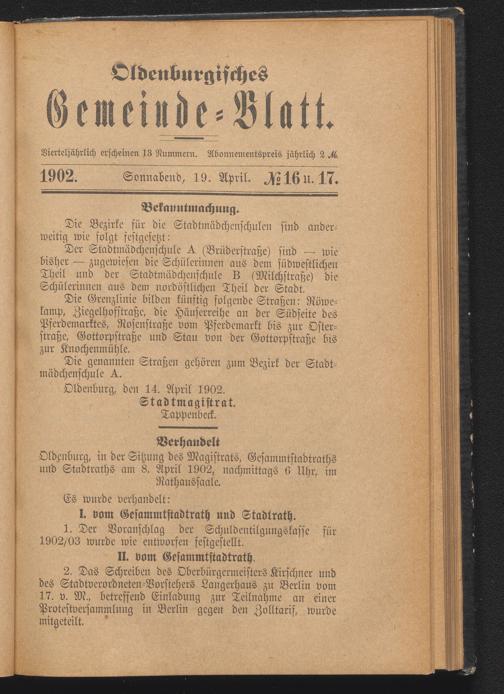 Oldenburgisches
Gemeinde-Blatt.
Vierteljährlich erscheinen 13 Nummern. Abonnementspreis jährlich 2 ℳ.
1902. Sonnabend, 19. April. № 16 u. 17.
Bekanntmachung.
Die Bezirke für die Stadtmädchenschulen sind ander-
weitig wie folgt festgesetzt:
Der Stadtmädchenschule A (Brüderstraße) sind — wie
bisher — zugewiesen die Schülerinnen aus dem südwestlichen
Theil und der Stadtmädchenschule B (Milchstraße) die
Schülerinnen aus dem nordöstlichen Theil der Stadt.
Die Grenzlinie bilden künftig folgende Straßen: Röwe-
kamp, Ziegelhofstraße, die Häuserreihe an der Südseite des
Pferdemarktes, Rosenstraße vom Pferdemarkt bis zur Oster-
straße, Gottorpstraße und Stau von der Gottorpstraße bis
zur Knochenmühle.
Die genannten Straßen gehören zum Bezirk der Stadt-
mädchenschule A.
Oldenburg, den 14. April 1902.
Stadtmagistrat.
Tappenbeck.
Verhandelt
Oldenburg, in der Sitzung des Magistrats, Gesammtstadtraths
und Stadtraths am 8. April 1902, nachmittags 6 Uhr, im
Rathaussaale.
Es wurde verhandelt:
I. vom Gesammtstadtrath und Stadtrath.
1. Der Voranschlag der Schuldentilgungskasse für
1902/03 wurde wie entworfen festgestellt.
II. vom Gesammtstadtrath.
2. Das Schreiben des Oberbürgermeisters Kirschner und
des Stadtverordneten-Vorstehers Langerhans zu Berlin vom
17. v. M., betreffend Einladung zur Teilnahme an einer
Protestversammlung in Berlin gegen den Zolltarif, wurde
mitgeteilt.